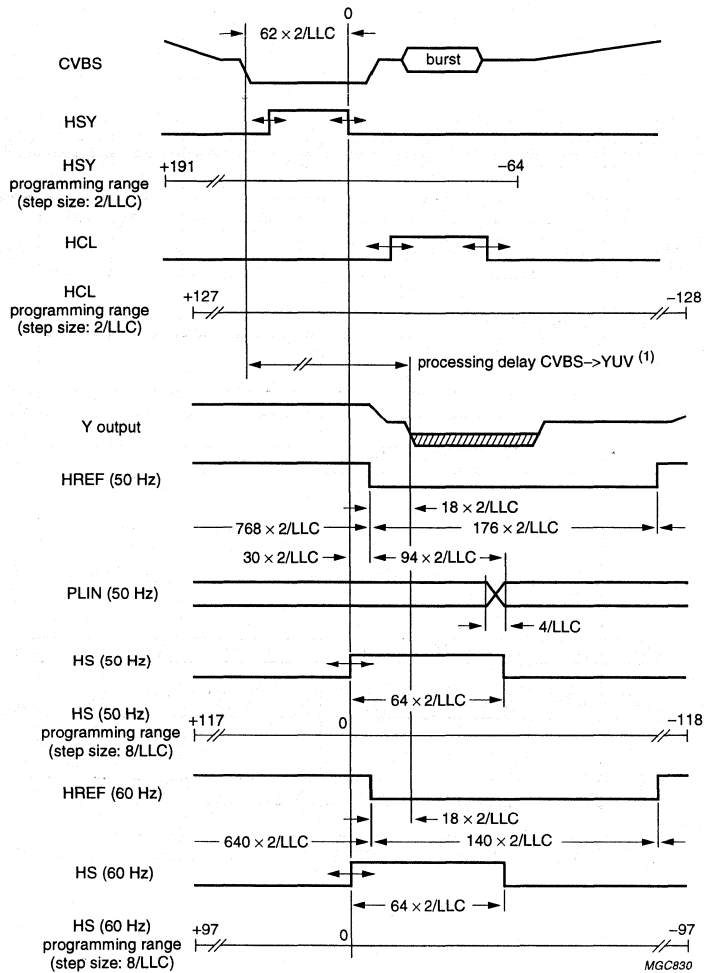 0
62 × 2/LLC
CVBS
burst
HSY
HSY
programming range
(step size: 2/LLC)
+191
−64
HCL
HCL
programming range
(step size: 2/LLC)
+127
−128
processing delay CVBS–>YUV (1)
Y output
HREF (50 Hz)
18 × 2/LLC
768 × 2/LLC
176 × 2/LLC
30 × 2/LLC
94 × 2/LLC
PLIN (50 Hz)
4/LLC
HS (50 Hz)
64 × 2/LLC
HS (50 Hz)
programming range
(step size: 8/LLC)
+117
0
−118
HREF (60 Hz)
18 × 2/LLC
640 × 2/LLC
140 × 2/LLC
HS (60 Hz)
64 × 2/LLC
HS (60 Hz)
programming range
(step size: 8/LLC)
+97
0
−97
MGC830